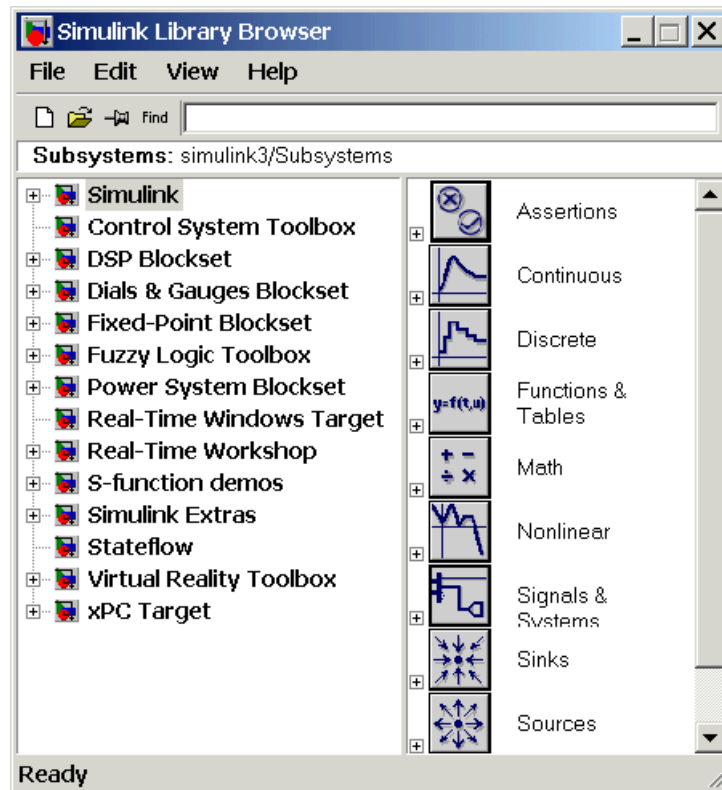 Simulink Library Browser
File Edit View Help
Find
Subsystems: simulink3/Subsystems
Simulink
Control System Toolbox
DSP Blockset
Dials & Gauges Blockset
Fixed-Point Blockset
Fuzzy Logic Toolbox
Power System Blockset
Real-Time Windows Target
Real-Time Workshop
S-function demos
Simulink Extras
Stateflow
Virtual Reality Toolbox
xPC Target
Assertions
Continuous
Discrete
y=f(t,u)
Functions &
Tables
+ −
÷ ×
Math
Nonlinear
Signals &
Systems
Sinks
Sources
Ready